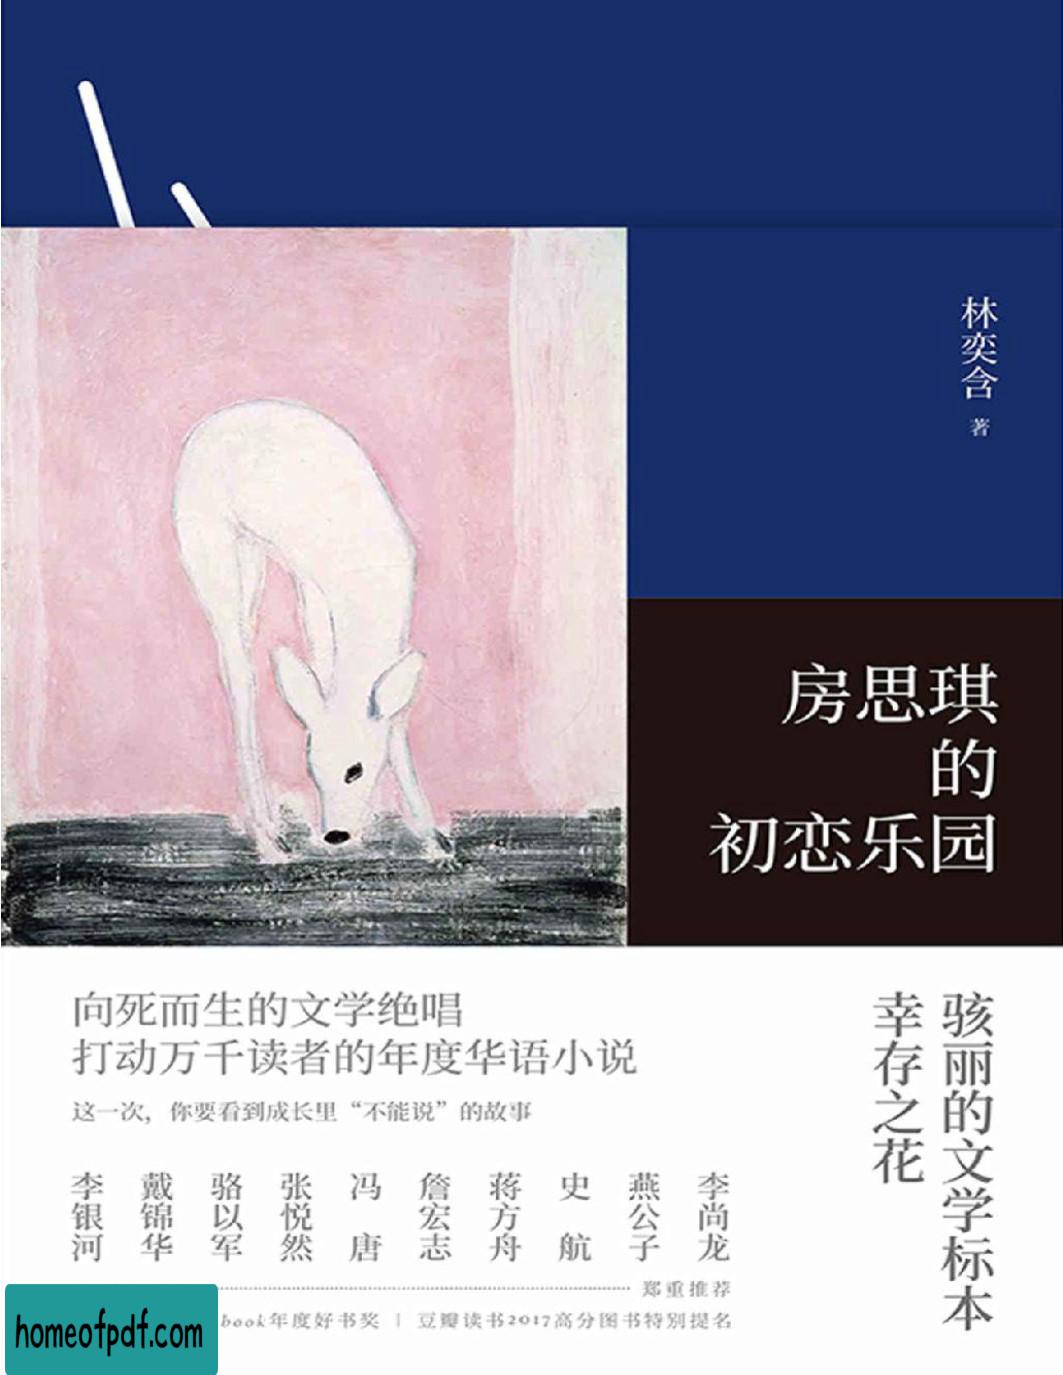 林奕含 著
房思琪
的
初恋乐园
向死而生的文学绝唱
打动万千读者的年度华语小说
这一次，你要看到成长里“不能说”的故事
骇丽的文学标本
幸存之花
李银河
戴锦华
骆以军
张悦然
冯唐
詹宏志
蒋方舟
史航
燕公子
李尚龙
郑重推荐
book年度好书奖 | 豆瓣读书2017高分图书特别提名
homeofpdf.com